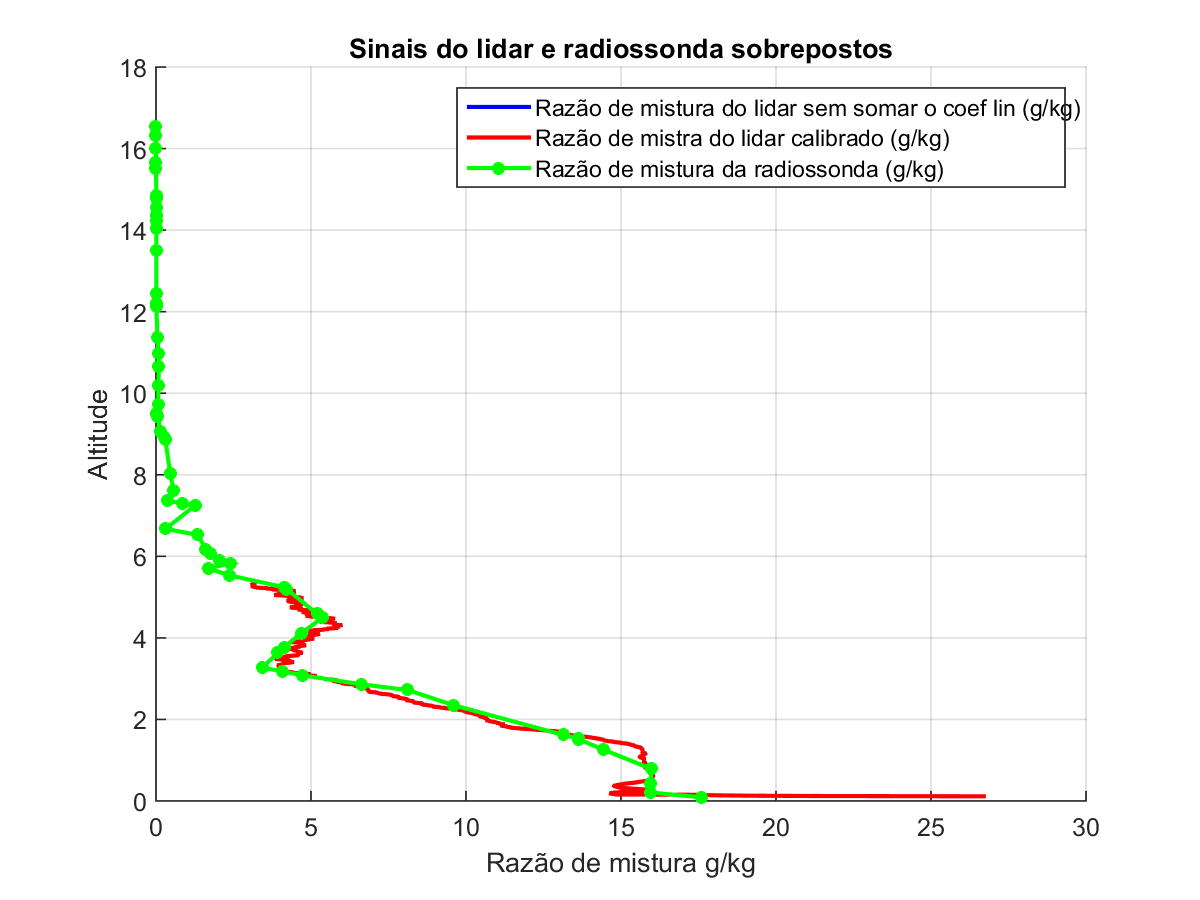 Sinais do lidar e radiossonda sobrepostos
18
16
14
12
10
8
6
4
2
0
Altitude
Razão de mistura do lidar sem somar o coef lin (g/kg)
Razão de mistra do lidar calibrado (g/kg)
Razão de mistura da radiossonda (g/kg)
0 5 10 15 20 25 30
Razão de mistura g/kg